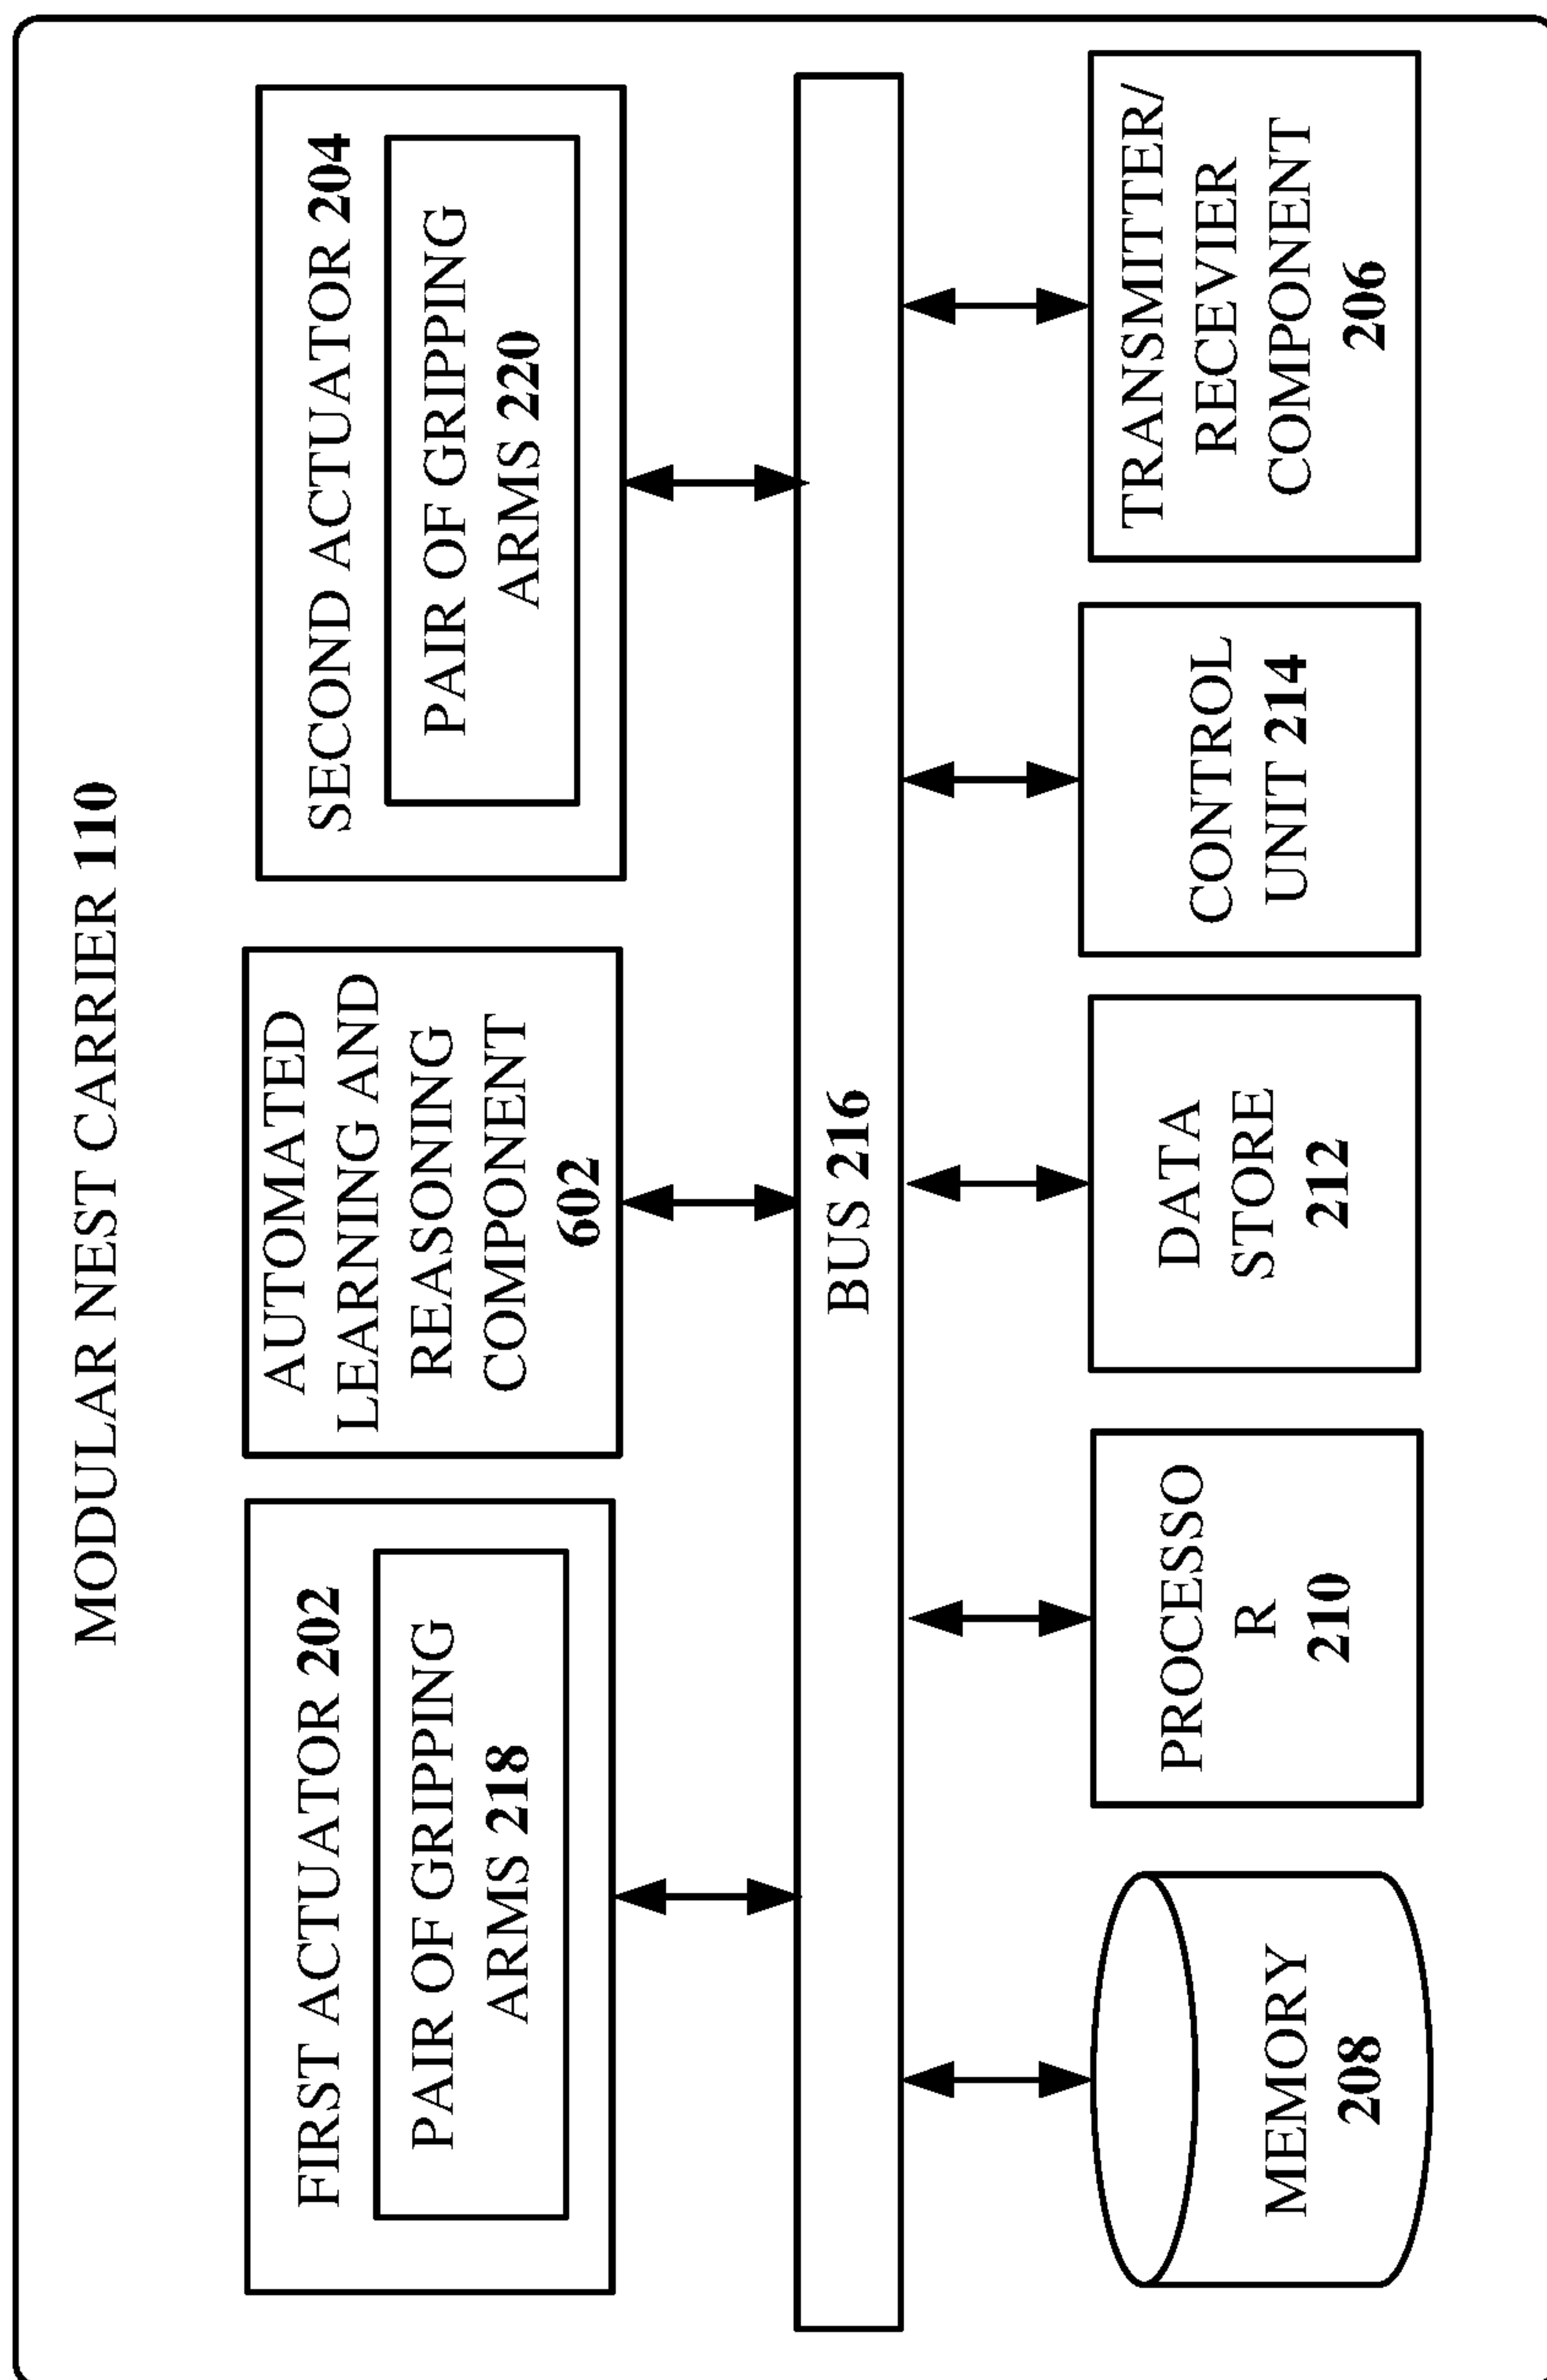 MODULAR NEST CARRIER 110
FIRST ACTUATOR 202
PAIR OF GRIPPING
ARMS 218
AUTOMATED
LEARNING AND
REASONING
COMPONENT
602
SECOND ACTUATOR 204
PAIR OF GRIPPING
ARMS 220
BUS 216
MEMORY
208
PROCESSO
R
210
DATA
STORE
212
CONTROL
UNIT 214
TRANSMITTER/
RECEVIER
COMPONENT
206